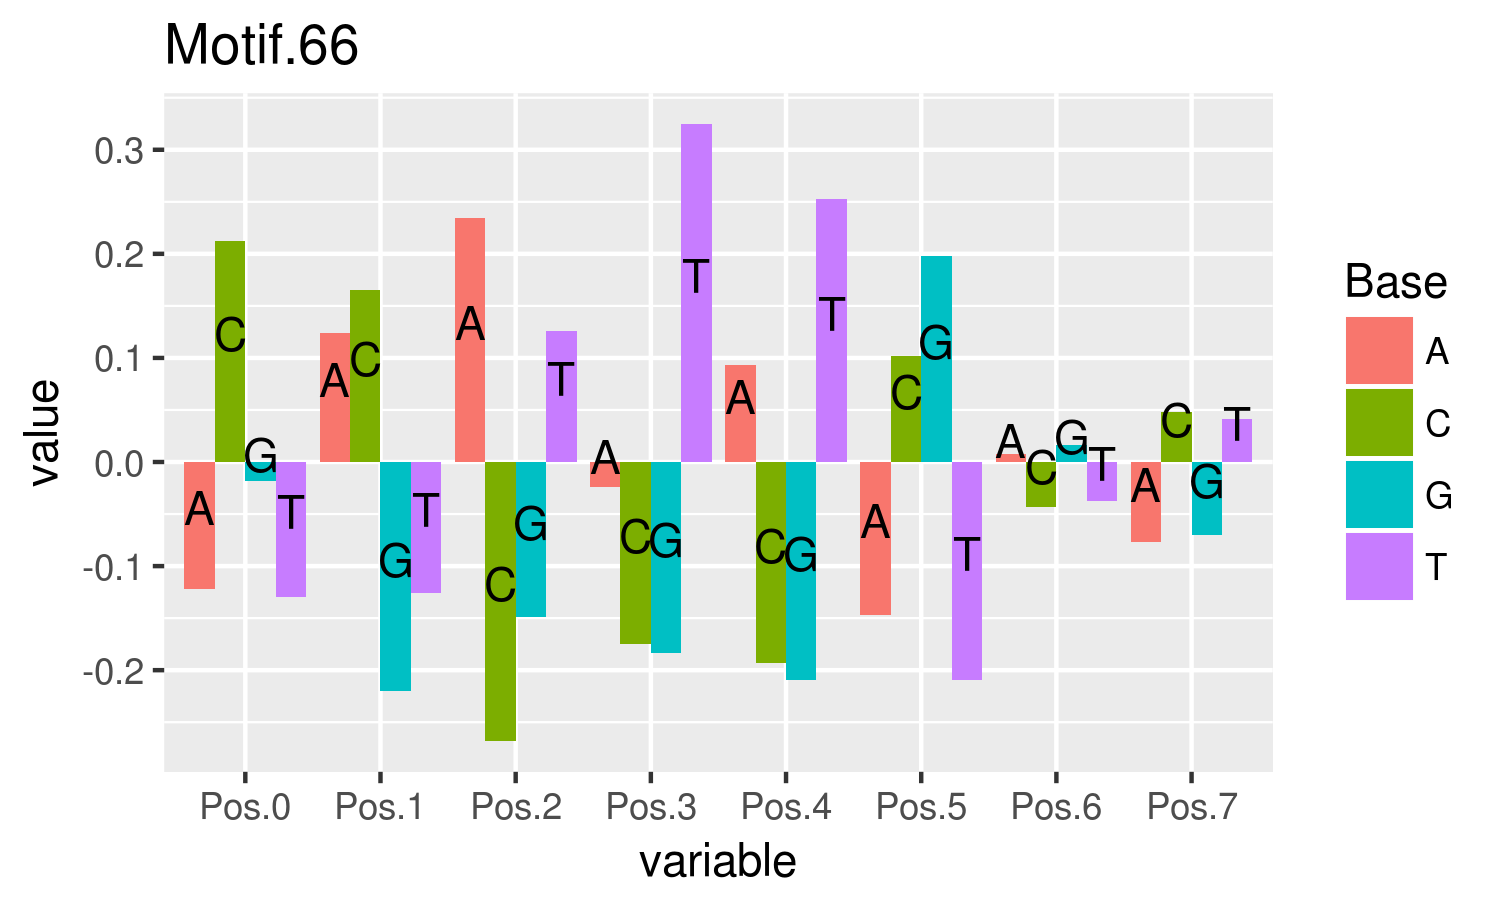 Motif.66
value
0.3
0.2
0.1
0.0
-0.1
-0.2
A C G T
A C G T
A C G T
A C G T
A C G T
A C G T
A C G T
A C G T
Pos.0 Pos.1 Pos.2 Pos.3 Pos.4 Pos.5 Pos.6 Pos.7
variable
Base
A
C
G
T